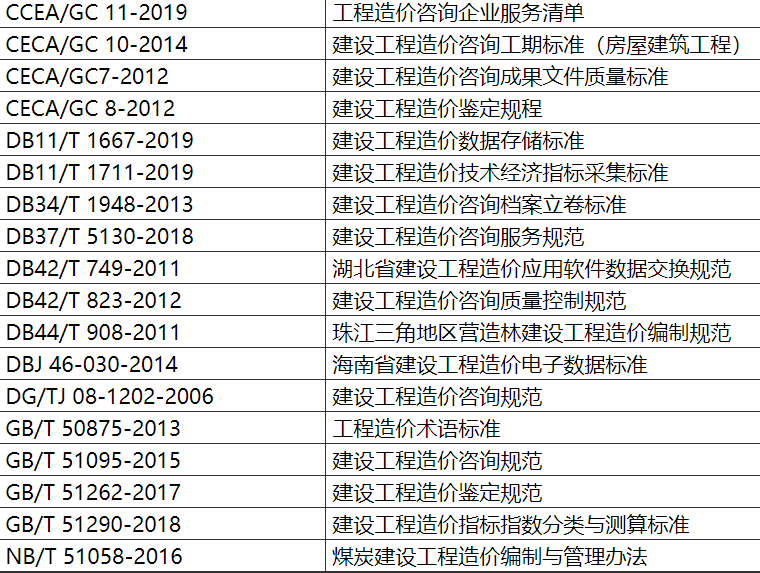 CCEA/GC 11-2019 工程造价咨询企业服务清单
CECA/GC 10-2014 建设工程造价咨询工期标准（房屋建筑工程）
CECA/GC7-2012 建设工程造价咨询成果文件质量标准
CECA/GC 8-2012 建设工程造价鉴定规程
DB11/T 1667-2019 建设工程造价数据存储标准
DB11/T 1711-2019 建设工程造价技术经济指标采集标准
DB34/T 1948-2013 建设工程造价咨询档案立卷标准
DB37/T 5130-2018 建设工程造价咨询服务规范
DB42/T 749-2011 湖北省建设工程造价应用软件数据交换规范
DB42/T 823-2012 建设工程造价咨询质量控制规范
DB44/T 908-2011 珠江三角地区营造林建设工程造价编制规范
DBJ 46-030-2014 海南省建设工程造价电子数据标准
DG/TJ 08-1202-2006 建设工程造价咨询规范
GB/T 50875-2013 工程造价术语标准
GB/T 51095-2015 建设工程造价咨询规范
GB/T 51262-2017 建设工程造价鉴定规范
GB/T 51290-2018 建设工程造价指标指数分类与测算标准
NB/T 51058-2016 煤炭建设工程造价编制与管理办法